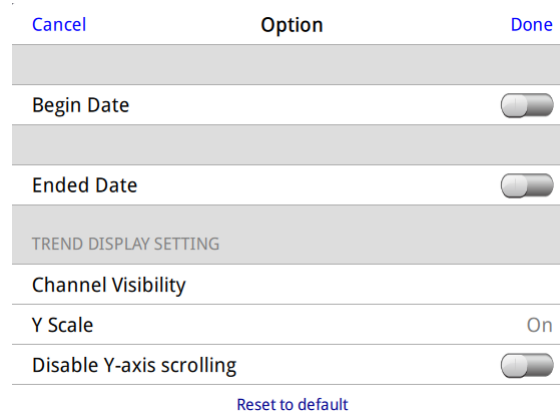 Cancel Option Done
Begin Date
Ended Date
TREND DISPLAY SETTING
Channel Visibility
Y Scale On
Disable Y-axis scrolling
Reset to default